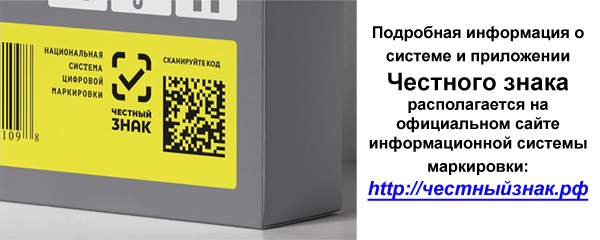 НАЦИОНАЛЬНАЯ
СИСТЕМА
ЦИФРОВОЙ
МАРКИРОВКИ
ЧЕСТНЫЙ
ЗНАК
СКАНИРУЙТЕ КОД
109 8
Подробная информация о
системе и приложении
Честного знака
располагается на
официальном сайте
информационной системы
маркировки:
http://честныйзнак.рф